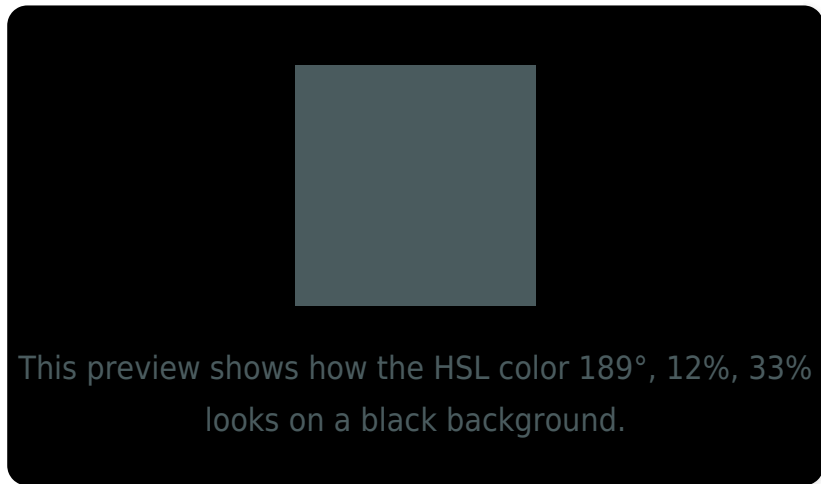 This preview shows how the HSL color 189°, 12%, 33%
looks on a black background.